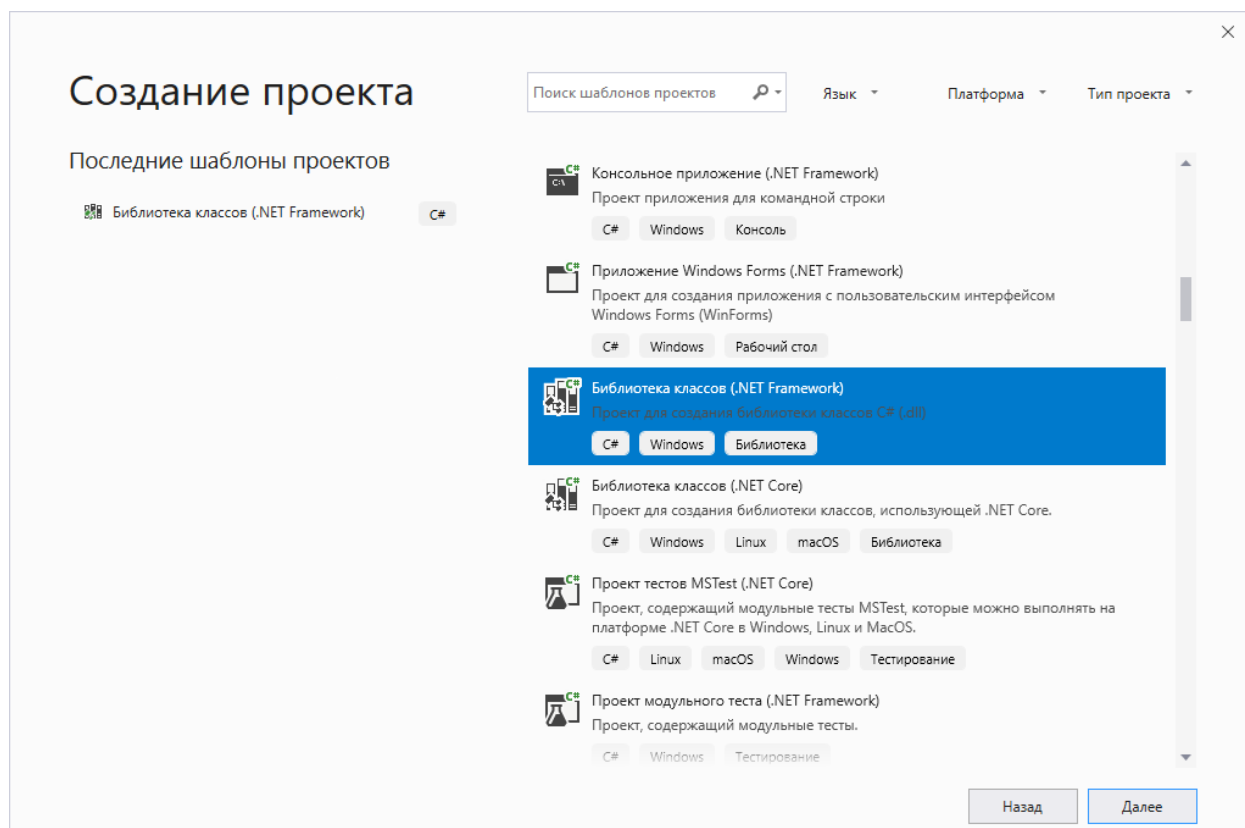 Создание проекта
Поиск шаблонов проектов
Язык
Платформа
Тип проекта
Последние шаблоны проектов
Библиотека классов (.NET Framework)
C#
Консольное приложение (.NET Framework)
Проект приложения для командной строки
C# Windows Консоль
Приложение Windows Forms (.NET Framework)
Проект для создания приложения с пользовательским интерфейсом
Windows Forms (WinForms)
C# Windows Рабочий стол
Библиотека классов (.NET Framework)
Проект для создания библиотеки классов C# (.dll)
C# Windows Библиотека
Библиотека классов (.NET Core)
Проект для создания библиотеки классов, использующей .NET Core.
C# Windows Linux macOS Библиотека
Проект тестов MSTest (.NET Core)
Проект, содержащий модульные тесты MSTest, которые можно выполнять на
платформе .NET Core в Windows, Linux и MacOS.
C# Linux macOS Windows Тестирование
Проект модульного теста (.NET Framework)
Проект, содержащий модульные тесты.
C# Windows Тестирование
Назад
Далее